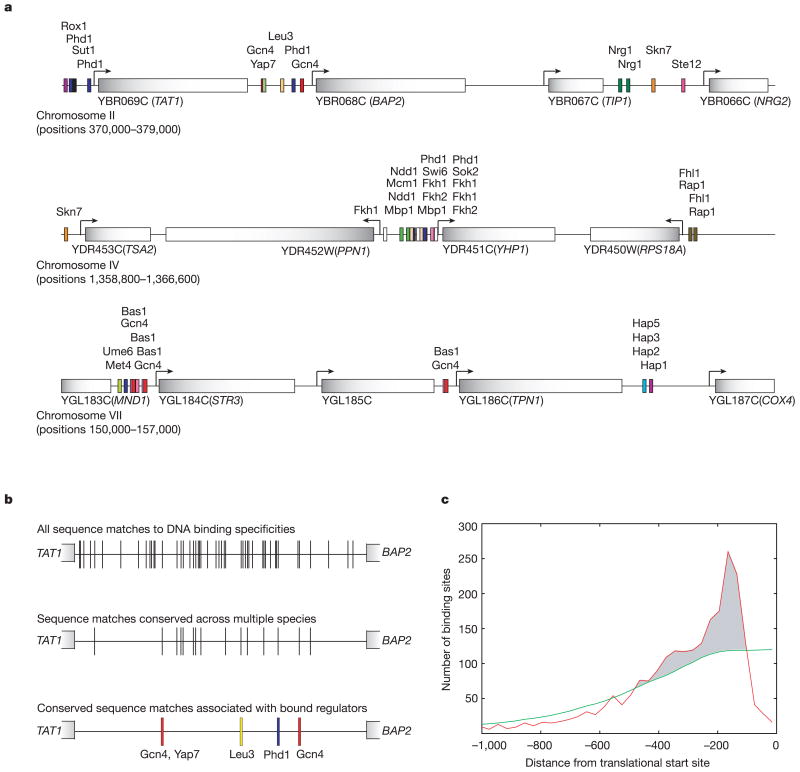 a
Rox1
Phd1
Sut1
Phd1
Leu3
Gcn4 Phd1
Yap7 Gcn4
Nrg1 Skn7
Nrg1 Ste12
YBR069C (TAT1) YBR068C (BAP2) YBR067C (TIP1) YBR066C (NRG2)
Chromosome II
(positions 370,000–379,000)
Phd1 Phd1
Ndd1 Swi6 Sok2
Mcm1 Fkh1 Fkh1
Ndd1 Fkh2 Fkh1
Mbp1 Mbp1 Fkh2
Skn7 Fkh1
Fhl1
Rap1
Fhl1
Rap1
YDR453C(TSA2) YDR452W(PPN1) YDR451C(YHP1) YDR450W(RPS18A)
Chromosome IV
(positions 1,358,800–1,366,600)
Bas1
Gcn4
Bas1
Ume6 Bas1
Met4 Gcn4
Bas1
Gcn4
Hap5
Hap3
Hap2
Hap1
YGL183C(MND1) YGL184C(STR3) YGL185C YGL186C(TPN1) YGL187C(COX4)
Chromosome VII
(positions 150,000–157,000)
b
All sequence matches to DNA binding specificities
TAT1 BAP2
Sequence matches conserved across multiple species
TAT1 BAP2
Conserved sequence matches associated with bound regulators
TAT1 BAP2
Gcn4, Yap7 Leu3 Phd1 Gcn4
c
Number of binding sites
300
250
200
150
100
50
–1,000 –800 –600 –400 –200 –0
Distance from translational start site